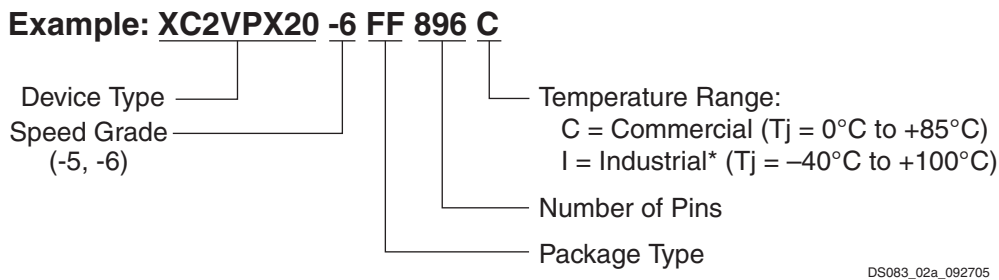 Example: XC2VPX20 -6 FF 896 C
Device Type
Speed Grade
(-5, -6)
Temperature Range:
C = Commercial (Tj = 0°C to +85°C)
I = Industrial* (Tj = –40°C to +100°C)
Number of Pins
Package Type
DS083_02a_092705